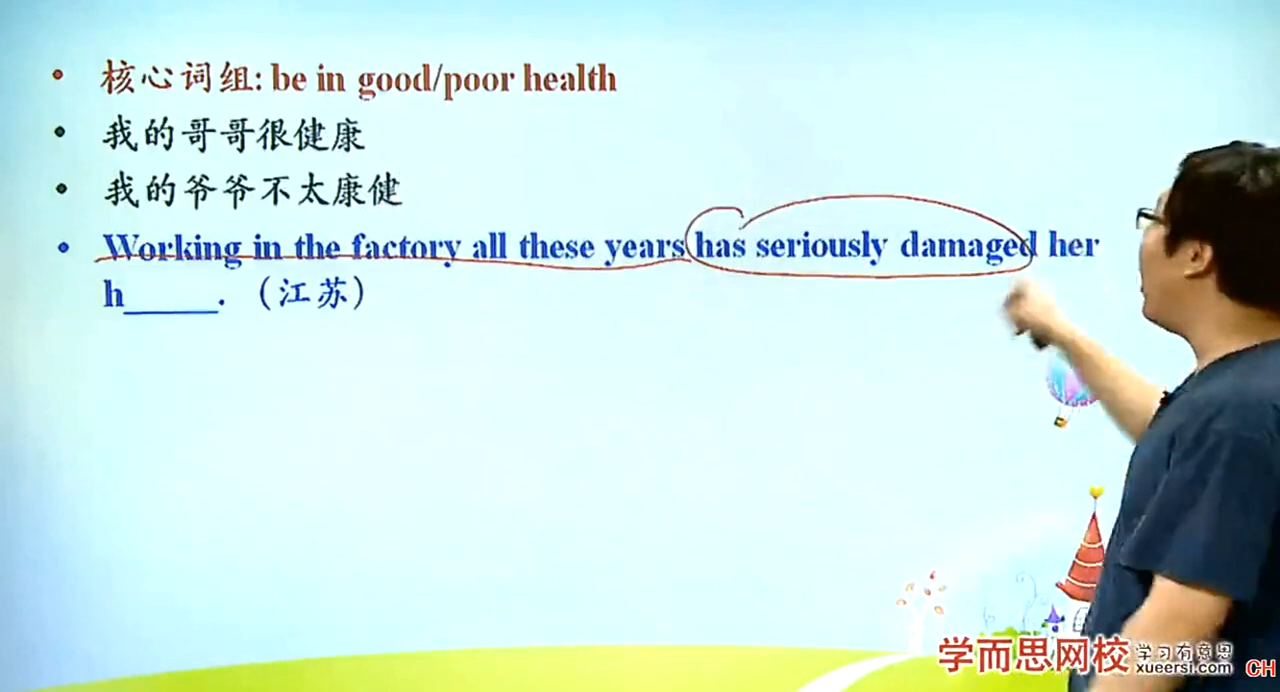 • 核心词组: be in good/poor health
• 我的哥哥很健康
• 我的爷爷不太康健
• Working in the factory all these years has seriously damaged her
h_____. （江苏）
学而思网校 学习有意思
xueersi.com
CH